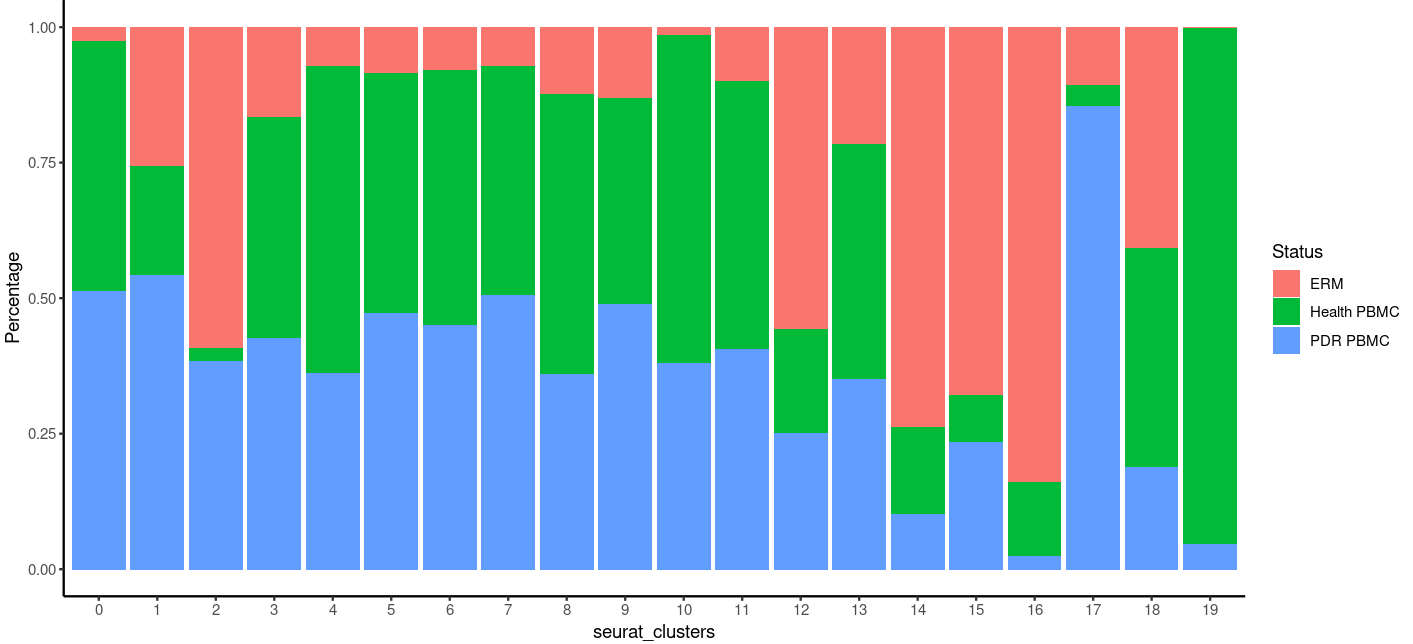 1.00
0.75
0.50
0.25
0.00
Percentage
0 1 2 3 4 5 6 7 8 9 10 11 12 13 14 15 16 17 18 19
seurat_clusters
Status
ERM
Health PBMC
PDR PBMC